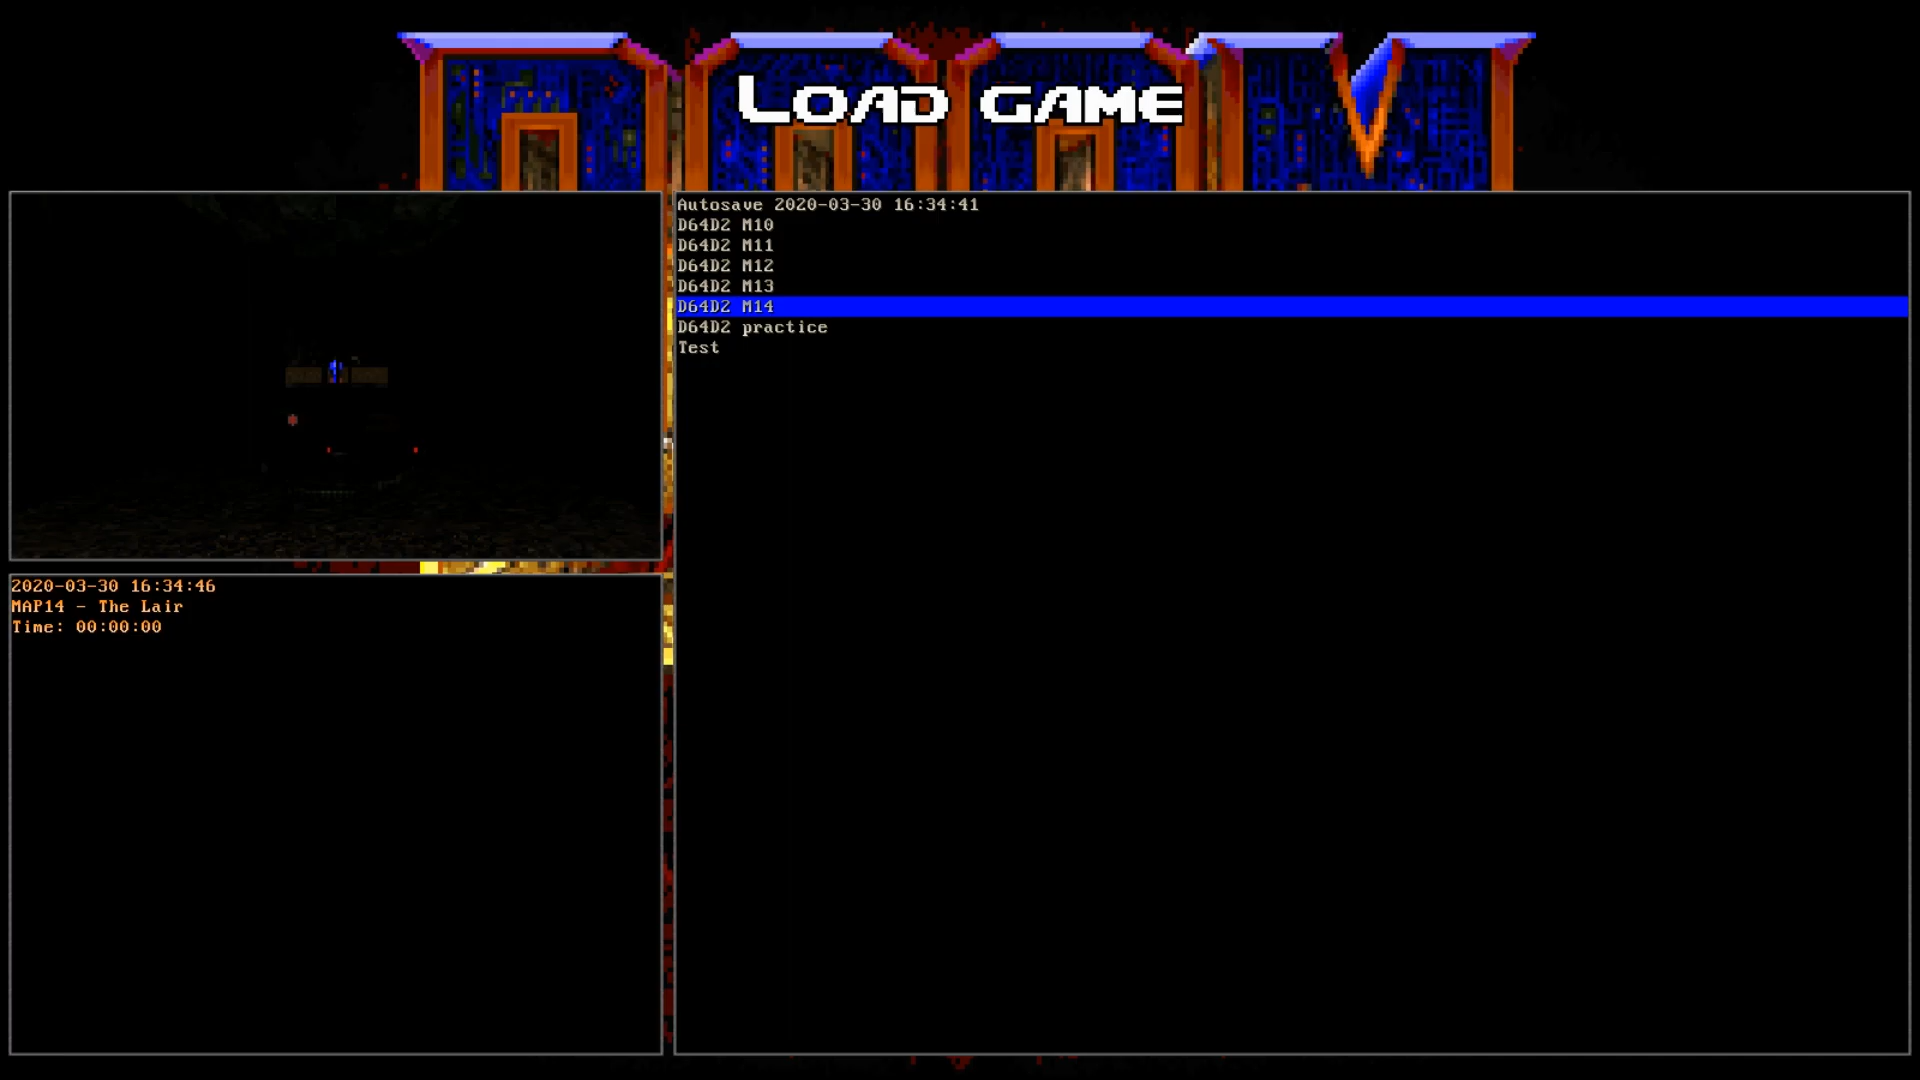 LOAD GAME
Autosave 2020-03-30 16:34:41
D64D2 M10
D64D2 M11
D64D2 M12
D64D2 M13
D64D2 M14
D64D2 practice
Test
2020-03-30 16:34:46
MAP14 - The Lair
Time: 00:00:00